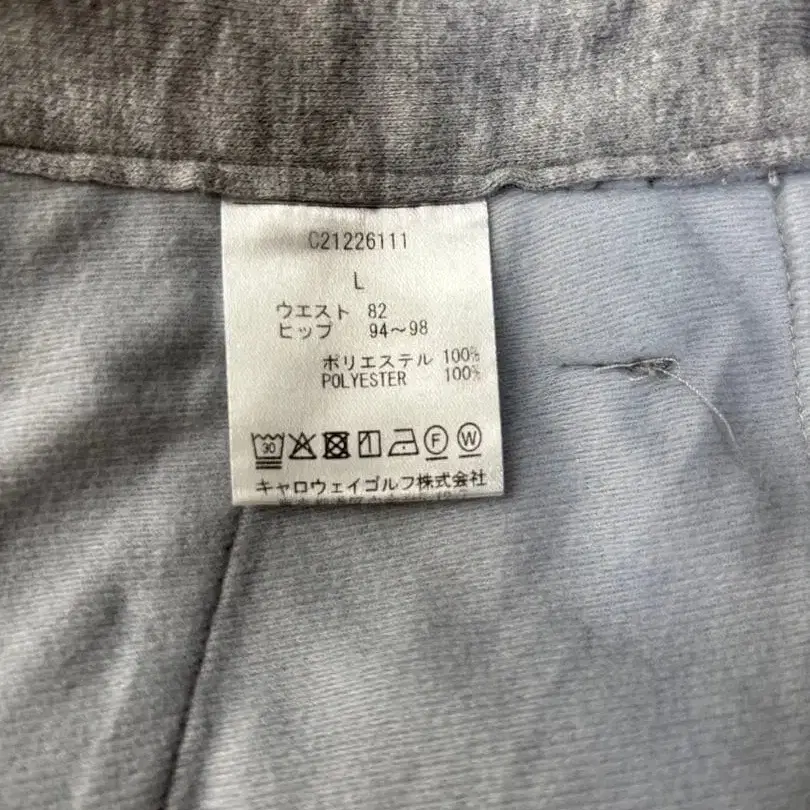 C21226111
L
ウエスト 82
ヒップ 94～98
ポリエステル 100%
POLYESTER 100%
30
F W
キャロウェイゴルフ株式会社